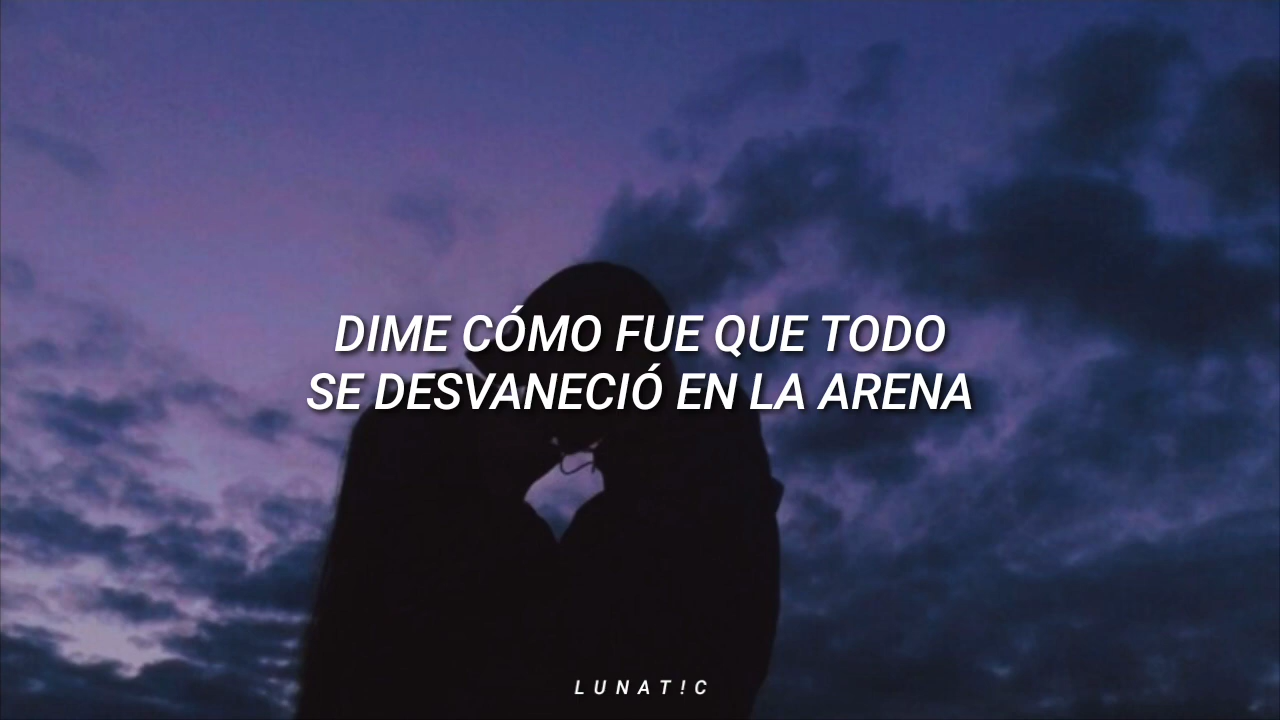 DIME CÓMO FUE QUE TODO
SE DESVANECIÓ EN LA ARENA
LUNAT!C